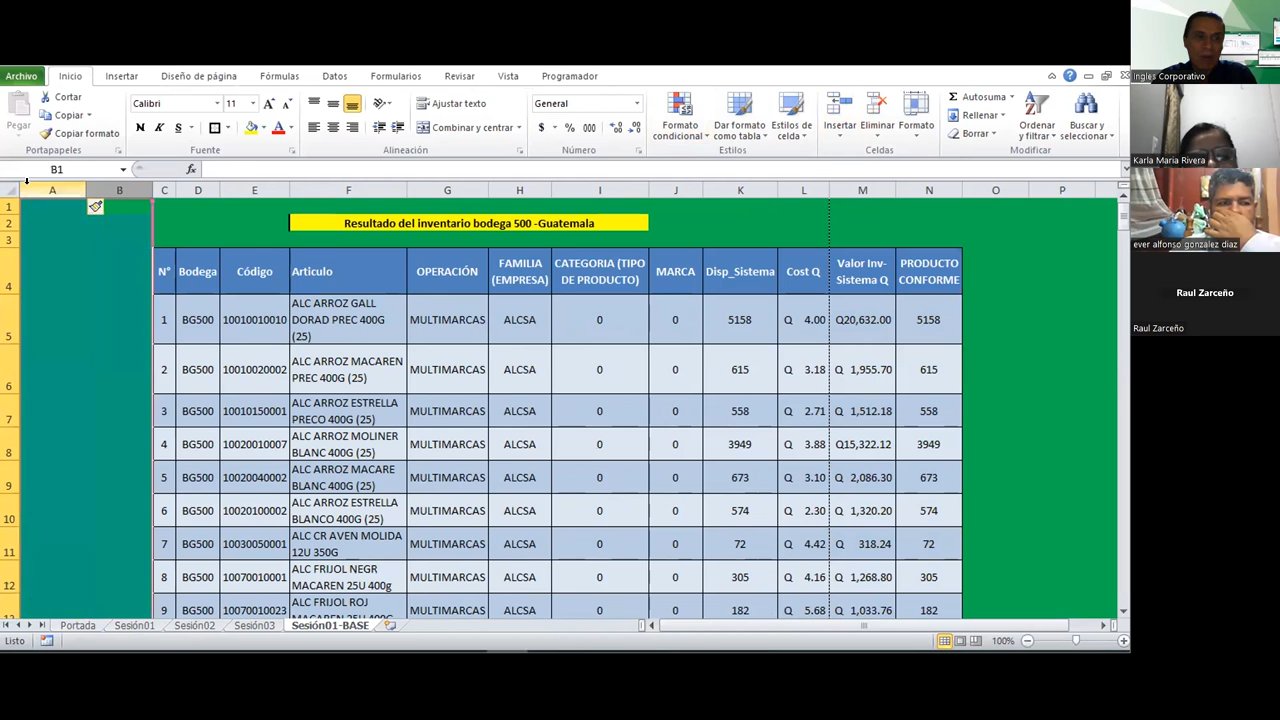 Archivo Inicio Insertar Diseño de página Fórmulas Datos Formularios Revisar Vista Programador
Pegar
Cortar
Copiar
Copiar formato
Portapapeles
Calibri 11
N K S
Fuente
Ajustar texto
Combinar y centrar
Alineación
General
$ % 000
Número
Formato condicional
Dar formato como tabla
Estilos de celda
Estilos
Insertar Eliminar Formato
Celdas
Autosuma
Rellenar
Borrar
Ordenar y filtrar
Buscar y seleccionar
Modificar
B1 fx
A B C D E F G H I J K L M N O P
1
2 Resultado del inventario bodega 500 -Guatemala
3
4 N° Bodega Código Articulo OPERACIÓN FAMILIA (EMPRESA) CATEGORIA (TIPO DE PRODUCTO) MARCA Disp_Sistema Cost Q Valor Inv- Sistema Q PRODUCTO CONFORME
5 1 BG500 10010010010 ALC ARROZ GALL DORAD PREC 400G (25) MULTIMARCAS ALCSA 0 0 5158 Q 4.00 Q20,632.00 5158
6 2 BG500 10010020002 ALC ARROZ MACAREN PREC 400G (25) MULTIMARCAS ALCSA 0 0 615 Q 3.18 Q 1,955.70 615
7 3 BG500 10010150001 ALC ARROZ ESTRELLA PRECO 400G (25) MULTIMARCAS ALCSA 0 0 558 Q 2.71 Q 1,512.18 558
8 4 BG500 10020010007 ALC ARROZ MOLINER BLANC 400G (25) MULTIMARCAS ALCSA 0 0 3949 Q 3.88 Q15,322.12 3949
9 5 BG500 10020040002 ALC ARROZ MACARE BLANC 400G (25) MULTIMARCAS ALCSA 0 0 673 Q 3.10 Q 2,086.30 673
10 6 BG500 10020100002 ALC ARROZ ESTRELLA BLANCO 400G (25) MULTIMARCAS ALCSA 0 0 574 Q 2.30 Q 1,320.20 574
11 7 BG500 10030050001 ALC CR AVEN MOLIDA 12U 350G MULTIMARCAS ALCSA 0 0 72 Q 4.42 Q 318.24 72
12 8 BG500 10070010001 ALC FRIJOL NEGR MACAREN 25U 400g MULTIMARCAS ALCSA 0 0 305 Q 4.16 Q 1,268.80 305
9 BG500 10070010023 ALC FRIJOL ROJ MULTIMARCAS ALCSA 0 0 182 Q 5.68 Q 1,033.76 182
Portada Sesión01 Sesión02 Sesión03 Sesión01-BASE
Listo 100%
Ingles Corporativo
Karla Maria Rivera
ever alfonso gonzalez diaz
Raul Zarceño
Raul Zarceño